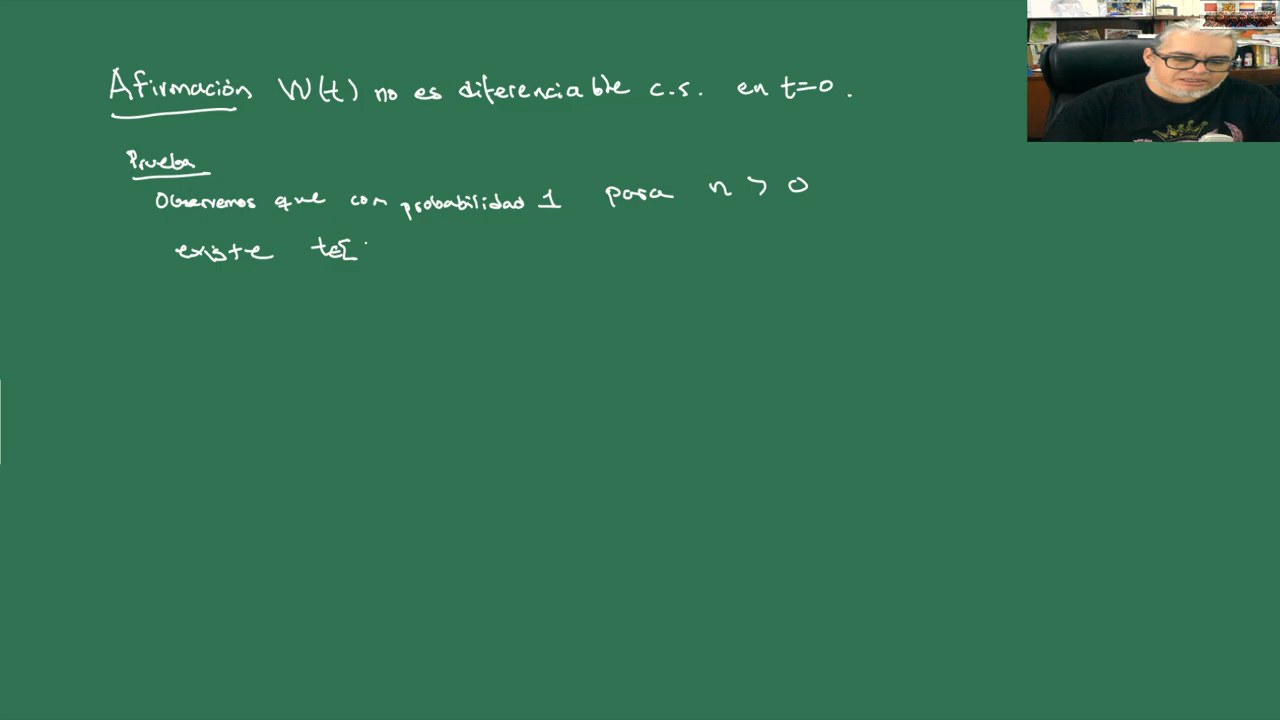 Afirmación W(t) no es diferenciable c.s. en t=0.
Prueba
Observemos que con probabilidad 1 para n > 0
existe t∈[